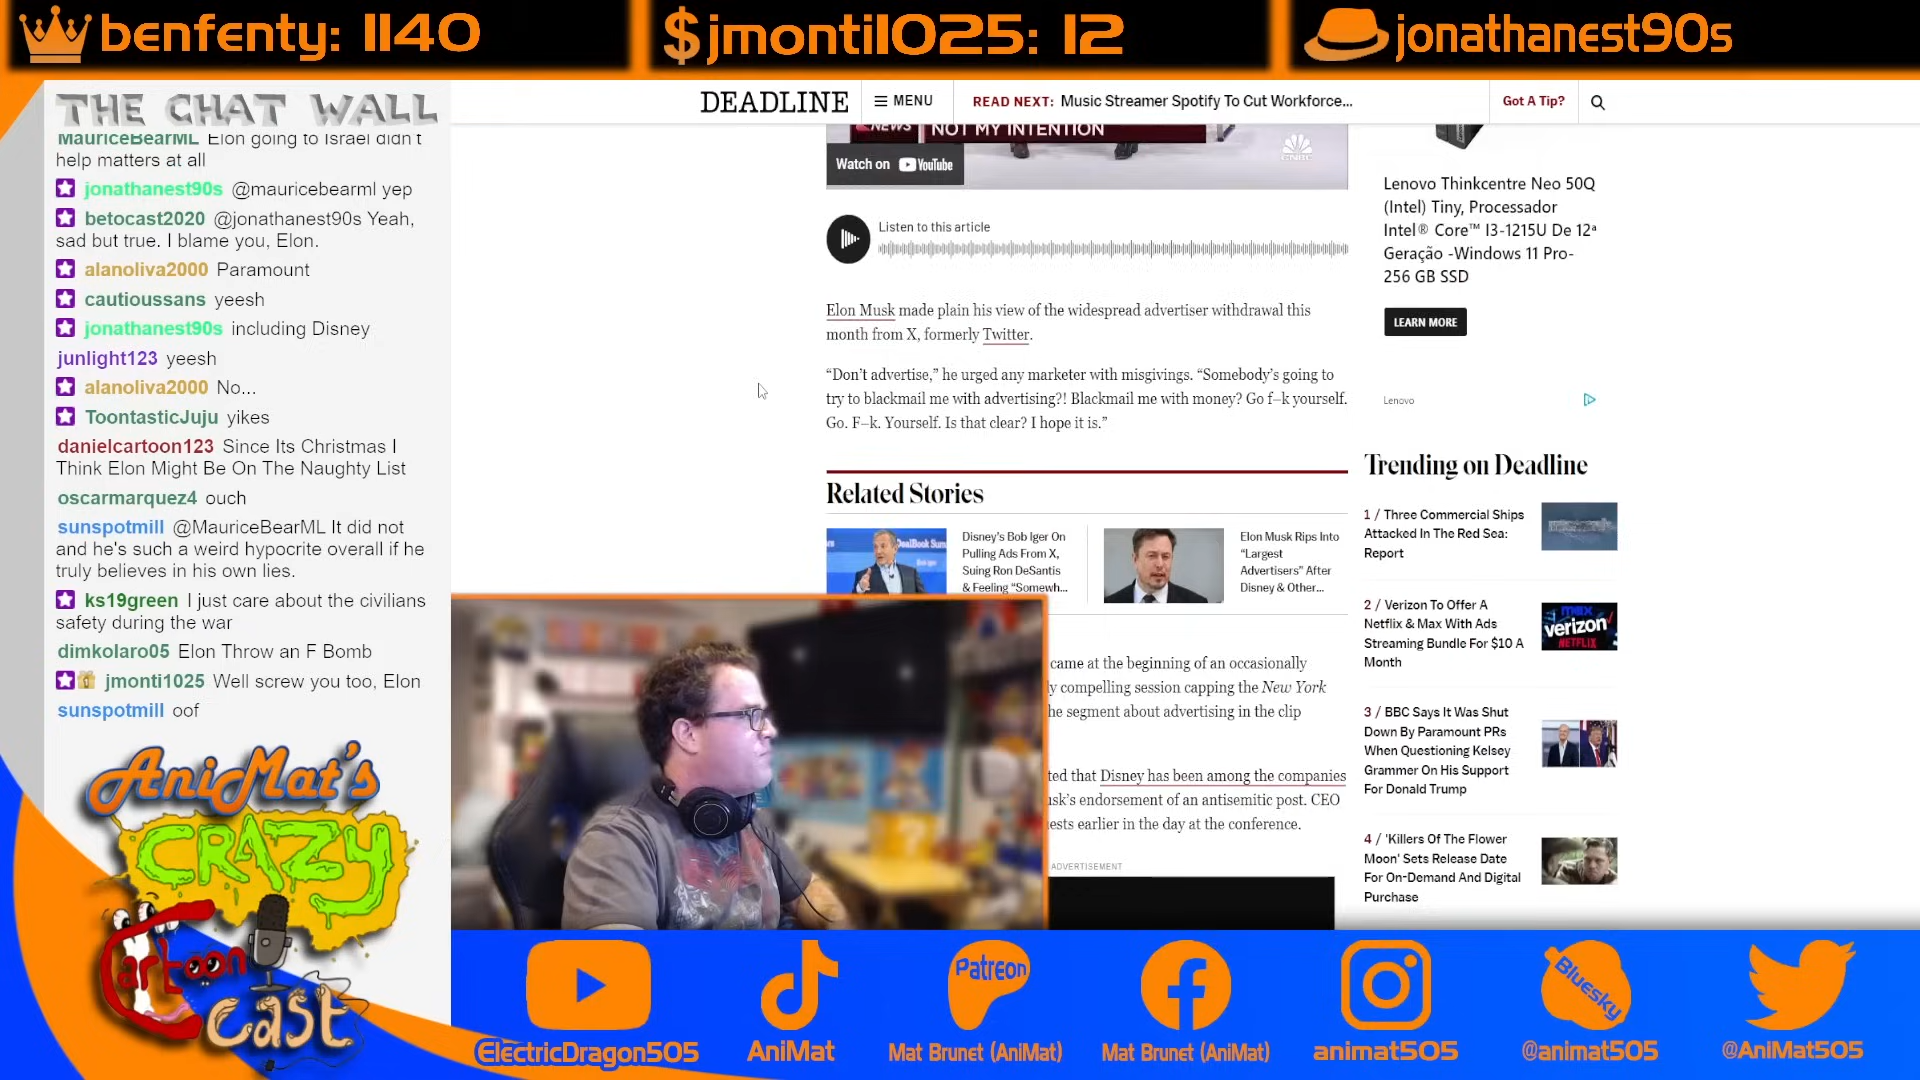 benfenty: 1140
$jmonti1025: 12
jonathanest90s
THE CHAT WALL
MauriceBearML Elon going to Israel didn't
help matters at all
jonathanest90s @mauricebearml yep
betocast2020 @jonathanest90s Yeah,
sad but true. I blame you, Elon.
alanoliva2000 Paramount
cautioussans yeesh
jonathanest90s including Disney
junlight123 yeesh
alanoliva2000 No...
ToontasticJuju yikes
danielcartoon123 Since Its Christmas I
Think Elon Might Be On The Naughty List
oscarmarquez4 ouch
sunspotmill @MauriceBearML It did not
and he's such a weird hypocrite overall if he
truly believes in his own lies.
ks19green I just care about the civilians
safety during the war
dimkolaro05 Elon Throw an F Bomb
jmonti1025 Well screw you too, Elon
sunspotmill oof
AniMat's
CRAZY
Cartoon
cast
DEADLINE
MENU
READ NEXT: Music Streamer Spotify To Cut Workforce...
Got A Tip?
NEWS
NOT MY INTENTION
CNBC
Watch on YouTube
Listen to this article
Elon Musk made plain his view of the widespread advertiser withdrawal this
month from X, formerly Twitter.
“Don’t advertise,” he urged any marketer with misgivings. “Somebody’s going to
try to blackmail me with advertising?! Blackmail me with money? Go f–k yourself.
Go. F–k. Yourself. Is that clear? I hope it is.”
Related Stories
DealBook Sum
Disney's Bob Iger On
Pulling Ads From X,
Suing Ron DeSantis
& Feeling “Somewh...
Elon Musk Rips Into
“Largest
Advertisers” After
Disney & Other...
came at the beginning of an occasionally
compelling session capping the New York
he segment about advertising in the clip
ted that Disney has been among the companies
sk’s endorsement of an antisemitic post. CEO
ests earlier in the day at the conference.
ADVERTISEMENT
Lenovo Thinkcentre Neo 50Q
(Intel) Tiny, Processador
Intel® Core™ I3-1215U De 12ª
Geração -Windows 11 Pro-
256 GB SSD
LEARN MORE
Lenovo
Trending on Deadline
1 / Three Commercial Ships
Attacked In The Red Sea:
Report
2 / Verizon To Offer A
Netflix & Max With Ads
Streaming Bundle For $10 A
Month
max
verizon
NETFLIX
3 / BBC Says It Was Shut
Down By Paramount PRs
When Questioning Kelsey
Grammer On His Support
For Donald Trump
4 / 'Killers Of The Flower
Moon' Sets Release Date
For On-Demand And Digital
Purchase
Patreon
Bluesky
ElectricDragon505
AniMat
Mat Brunet (AniMat)
Mat Brunet (AniMat)
animat505
@animat505
@AniMat505